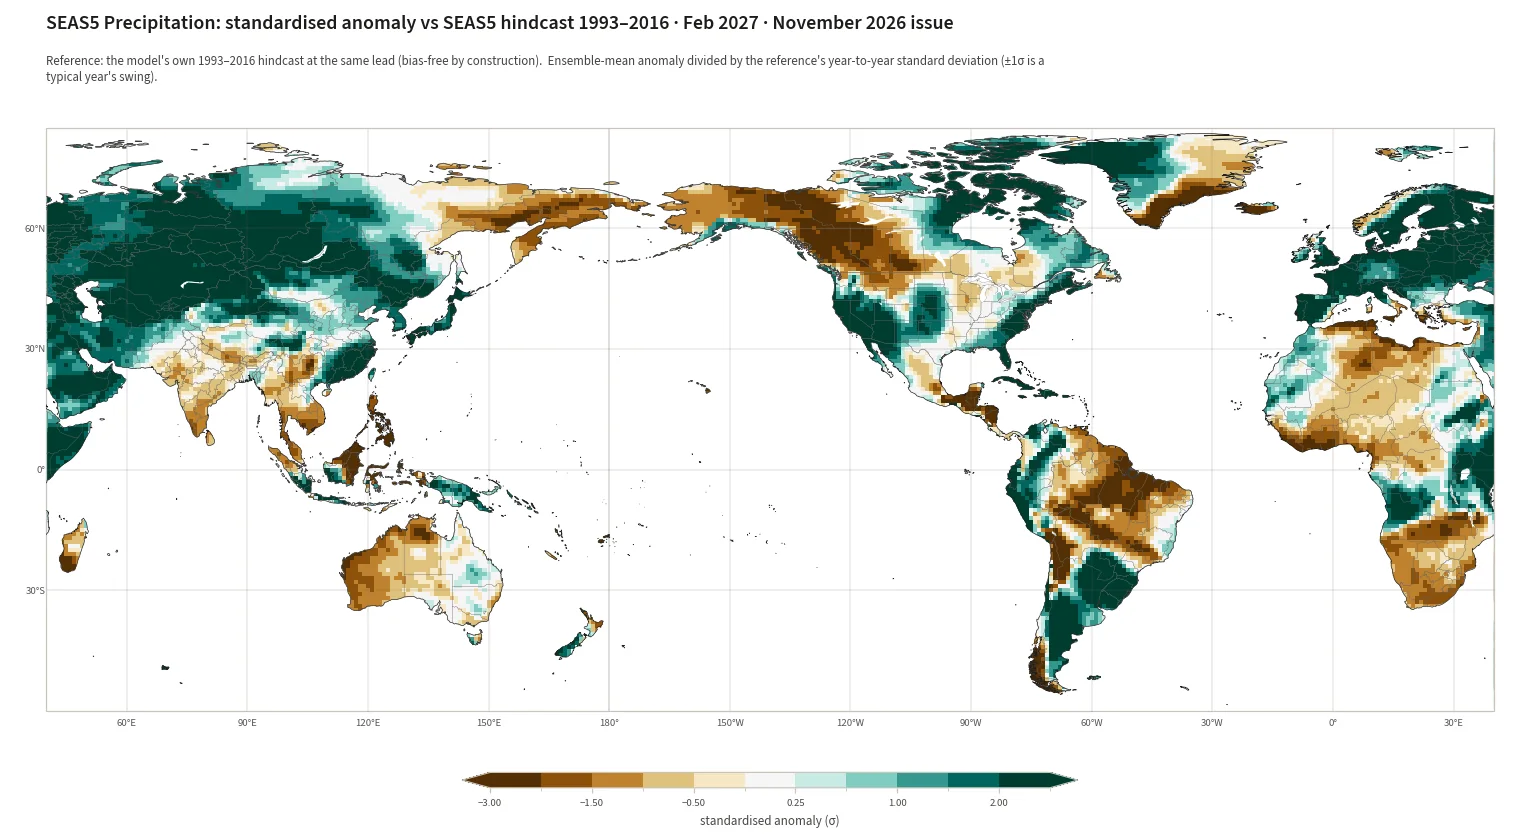 SEAS5 Precipitation: standardised anomaly vs SEAS5 hindcast 1993–2016 · Feb 2027 · November 2026 issue
Reference: the model's own 1993–2016 hindcast at the same lead (bias-free by construction). Ensemble-mean anomaly divided by the reference's year-to-year standard deviation (±1σ is a
typical year's swing).
60°N
30°N
0°
30°S
60°E 90°E 120°E 150°E 180° 150°W 120°W 90°W 60°W 30°W 0° 30°E
−3.00 −1.50 −0.50 0.25 1.00 2.00
standardised anomaly (σ)